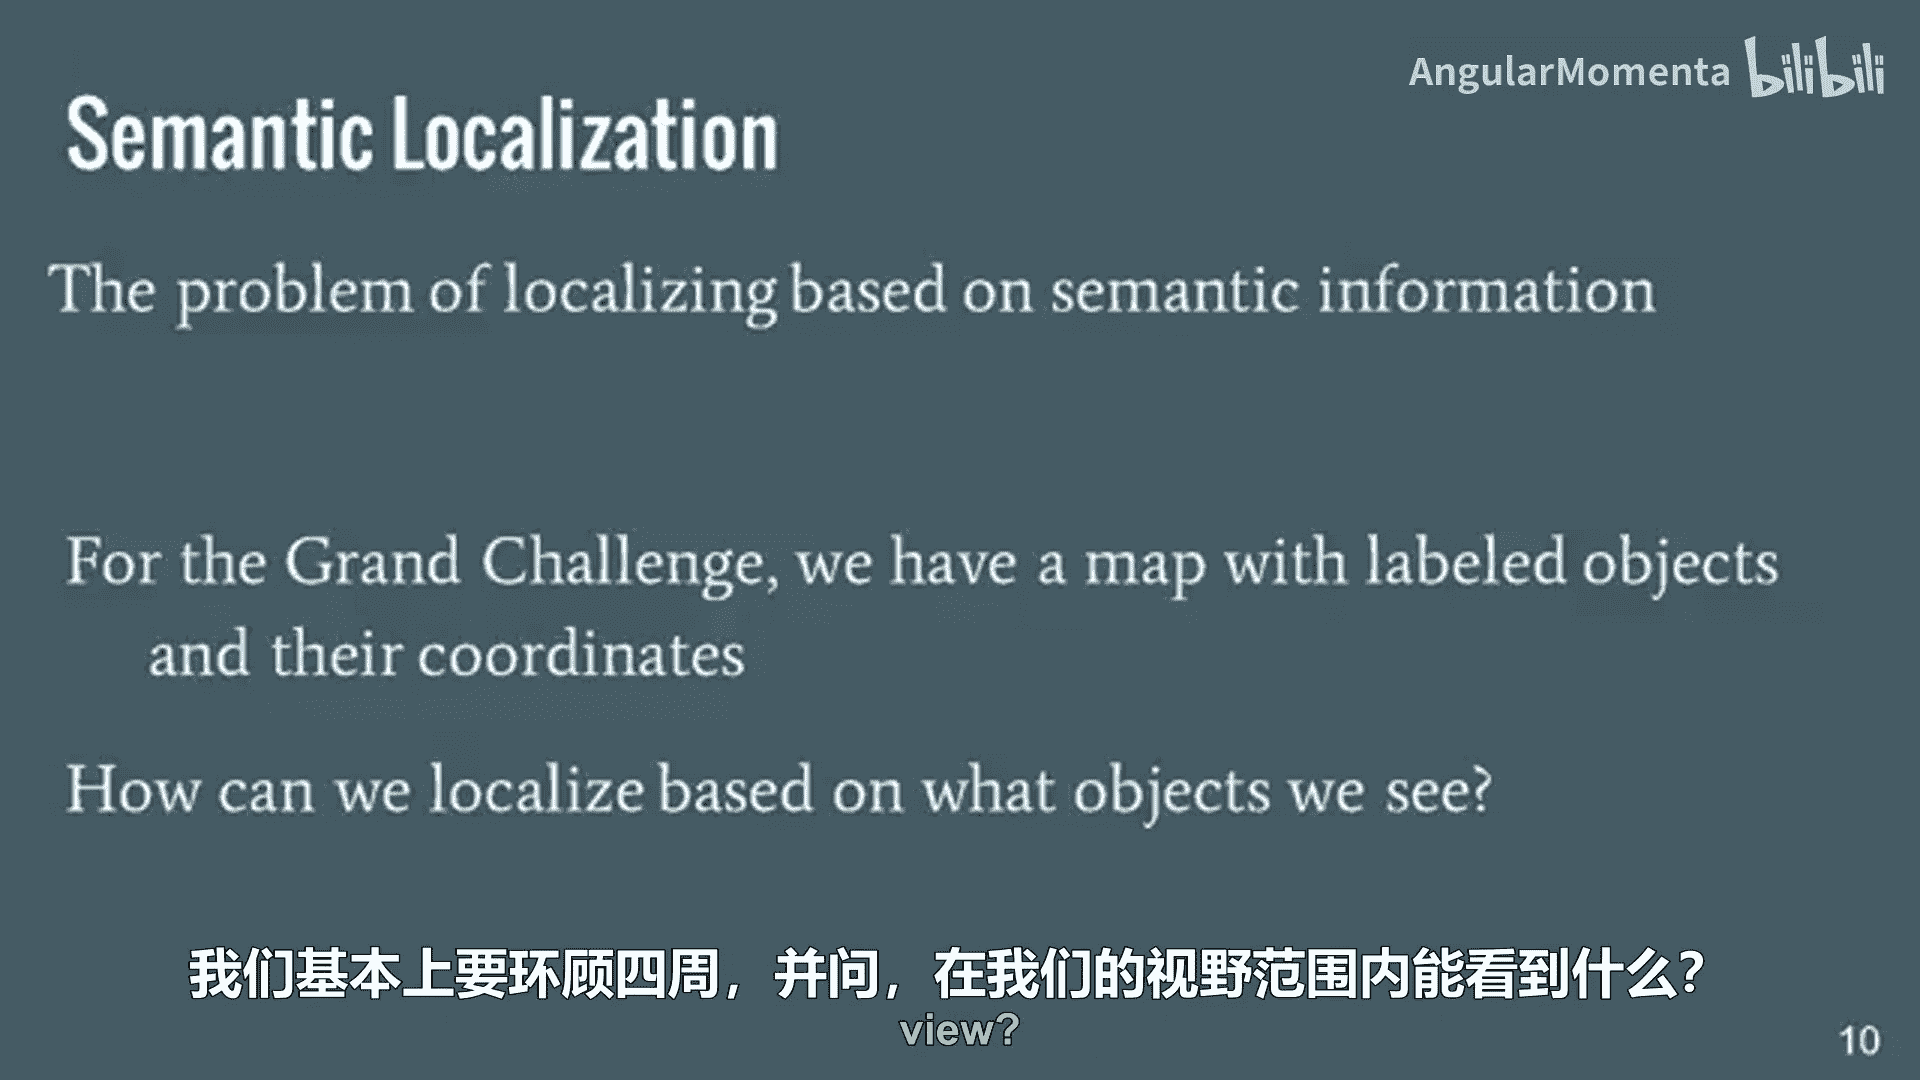 AngularMomenta bilibili
Semantic Localization
The problem of localizing based on semantic information
For the Grand Challenge, we have a map with labeled objects
and their coordinates
How can we localize based on what objects we see?
我们基本上要环顾四周，并问，在我们的视野范围内能看到什么？
view?
10